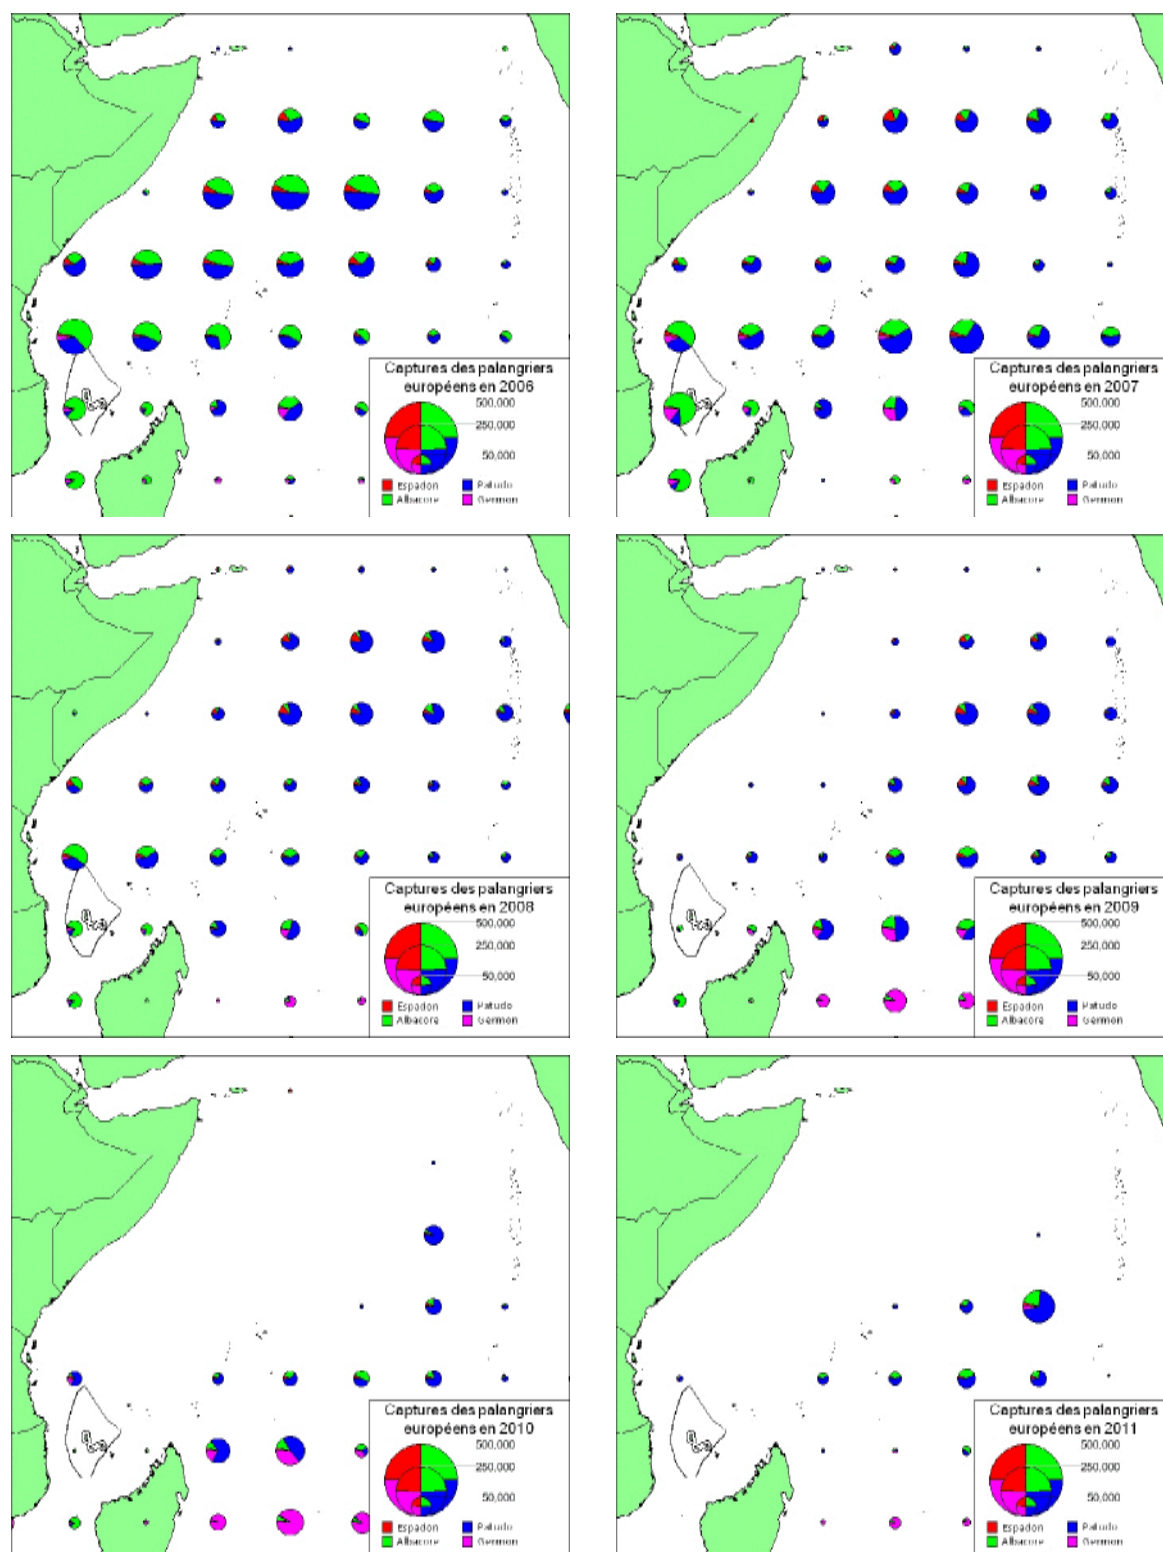 Captures des palangriers
européens en 2006
500,000
250,000
50,000
Espadon
Patudo
Albacore
Germon
Captures des palangriers
européens en 2007
500,000
250,000
50,000
Espadon
Patudo
Albacore
Germon
Captures des palangriers
européens en 2008
500,000
250,000
50,000
Espadon
Patudo
Albacore
Germon
Captures des palangriers
européens en 2009
500,000
250,000
50,000
Espadon
Patudo
Albacore
Germon
Captures des palangriers
européens en 2010
500,000
250,000
50,000
Espadon
Patudo
Albacore
Germon
Captures des palangriers
européens en 2011
500,000
250,000
50,000
Espadon
Patudo
Albacore
Germon